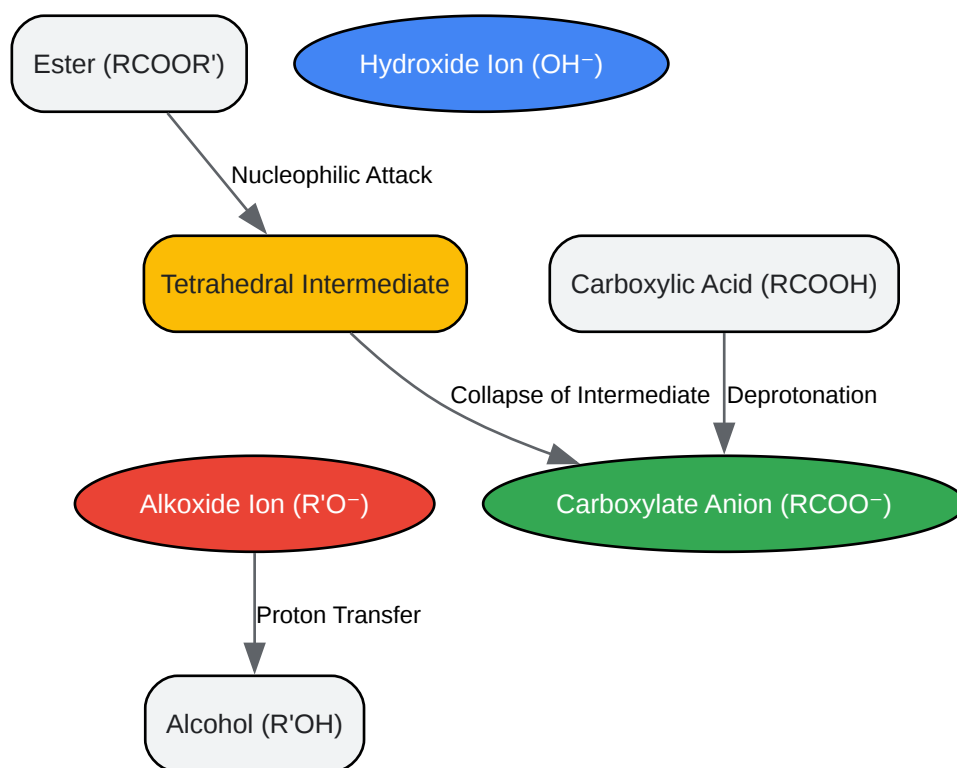 Ester (RCOOR')
Hydroxide Ion (OH⁻)
Nucleophilic Attack
Tetrahedral Intermediate
Carboxylic Acid (RCOOH)
Collapse of Intermediate
Deprotonation
Alkoxide Ion (R'O⁻)
Carboxylate Anion (RCOO⁻)
Proton Transfer
Alcohol (R'OH)